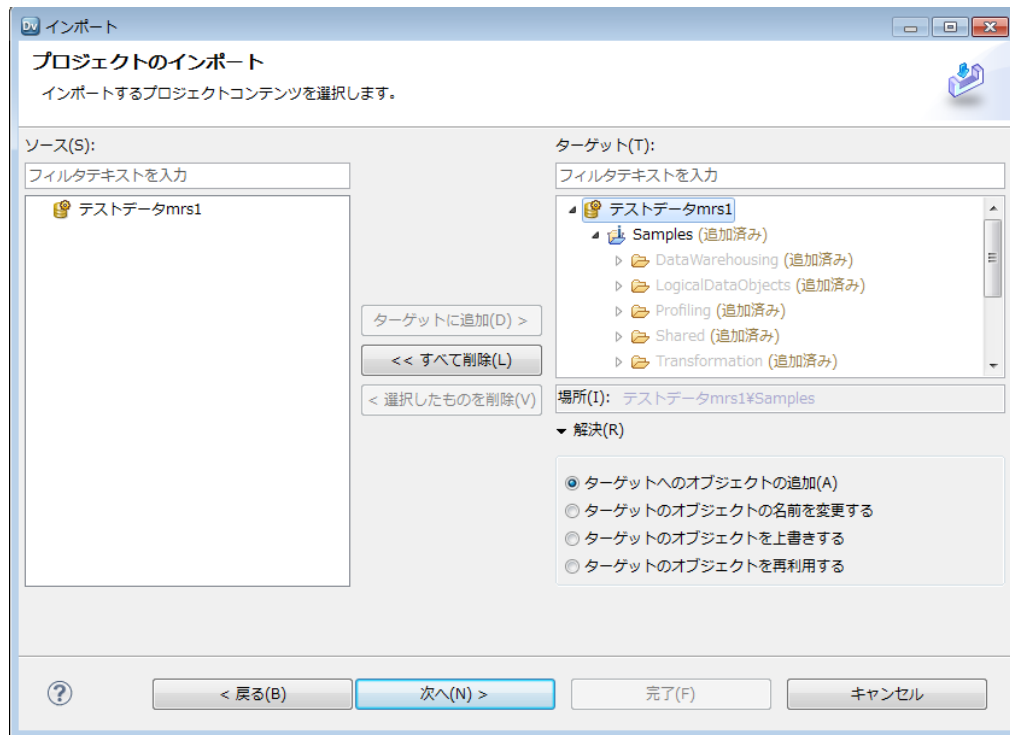 Dv インポート
プロジェクトのインポート
インポートするプロジェクトコンテンツを選択します。
ソース(S):
フィルタテキストを入力
テストデータmrs1
ターゲットに追加(D) >
<< すべて削除(L)
< 選択したものを削除(V)
ターゲット(T):
フィルタテキストを入力
テストデータmrs1
Samples (追加済み)
DataWarehousing (追加済み)
LogicalDataObjects (追加済み)
Profiling (追加済み)
Shared (追加済み)
Transformation (追加済み)
場所(I): テストデータmrs1¥Samples
解決(R)
ターゲットへのオブジェクトの追加(A)
ターゲットのオブジェクトの名前を変更する
ターゲットのオブジェクトを上書きする
ターゲットのオブジェクトを再利用する
?
< 戻る(B)
次へ(N) >
完了(F)
キャンセル